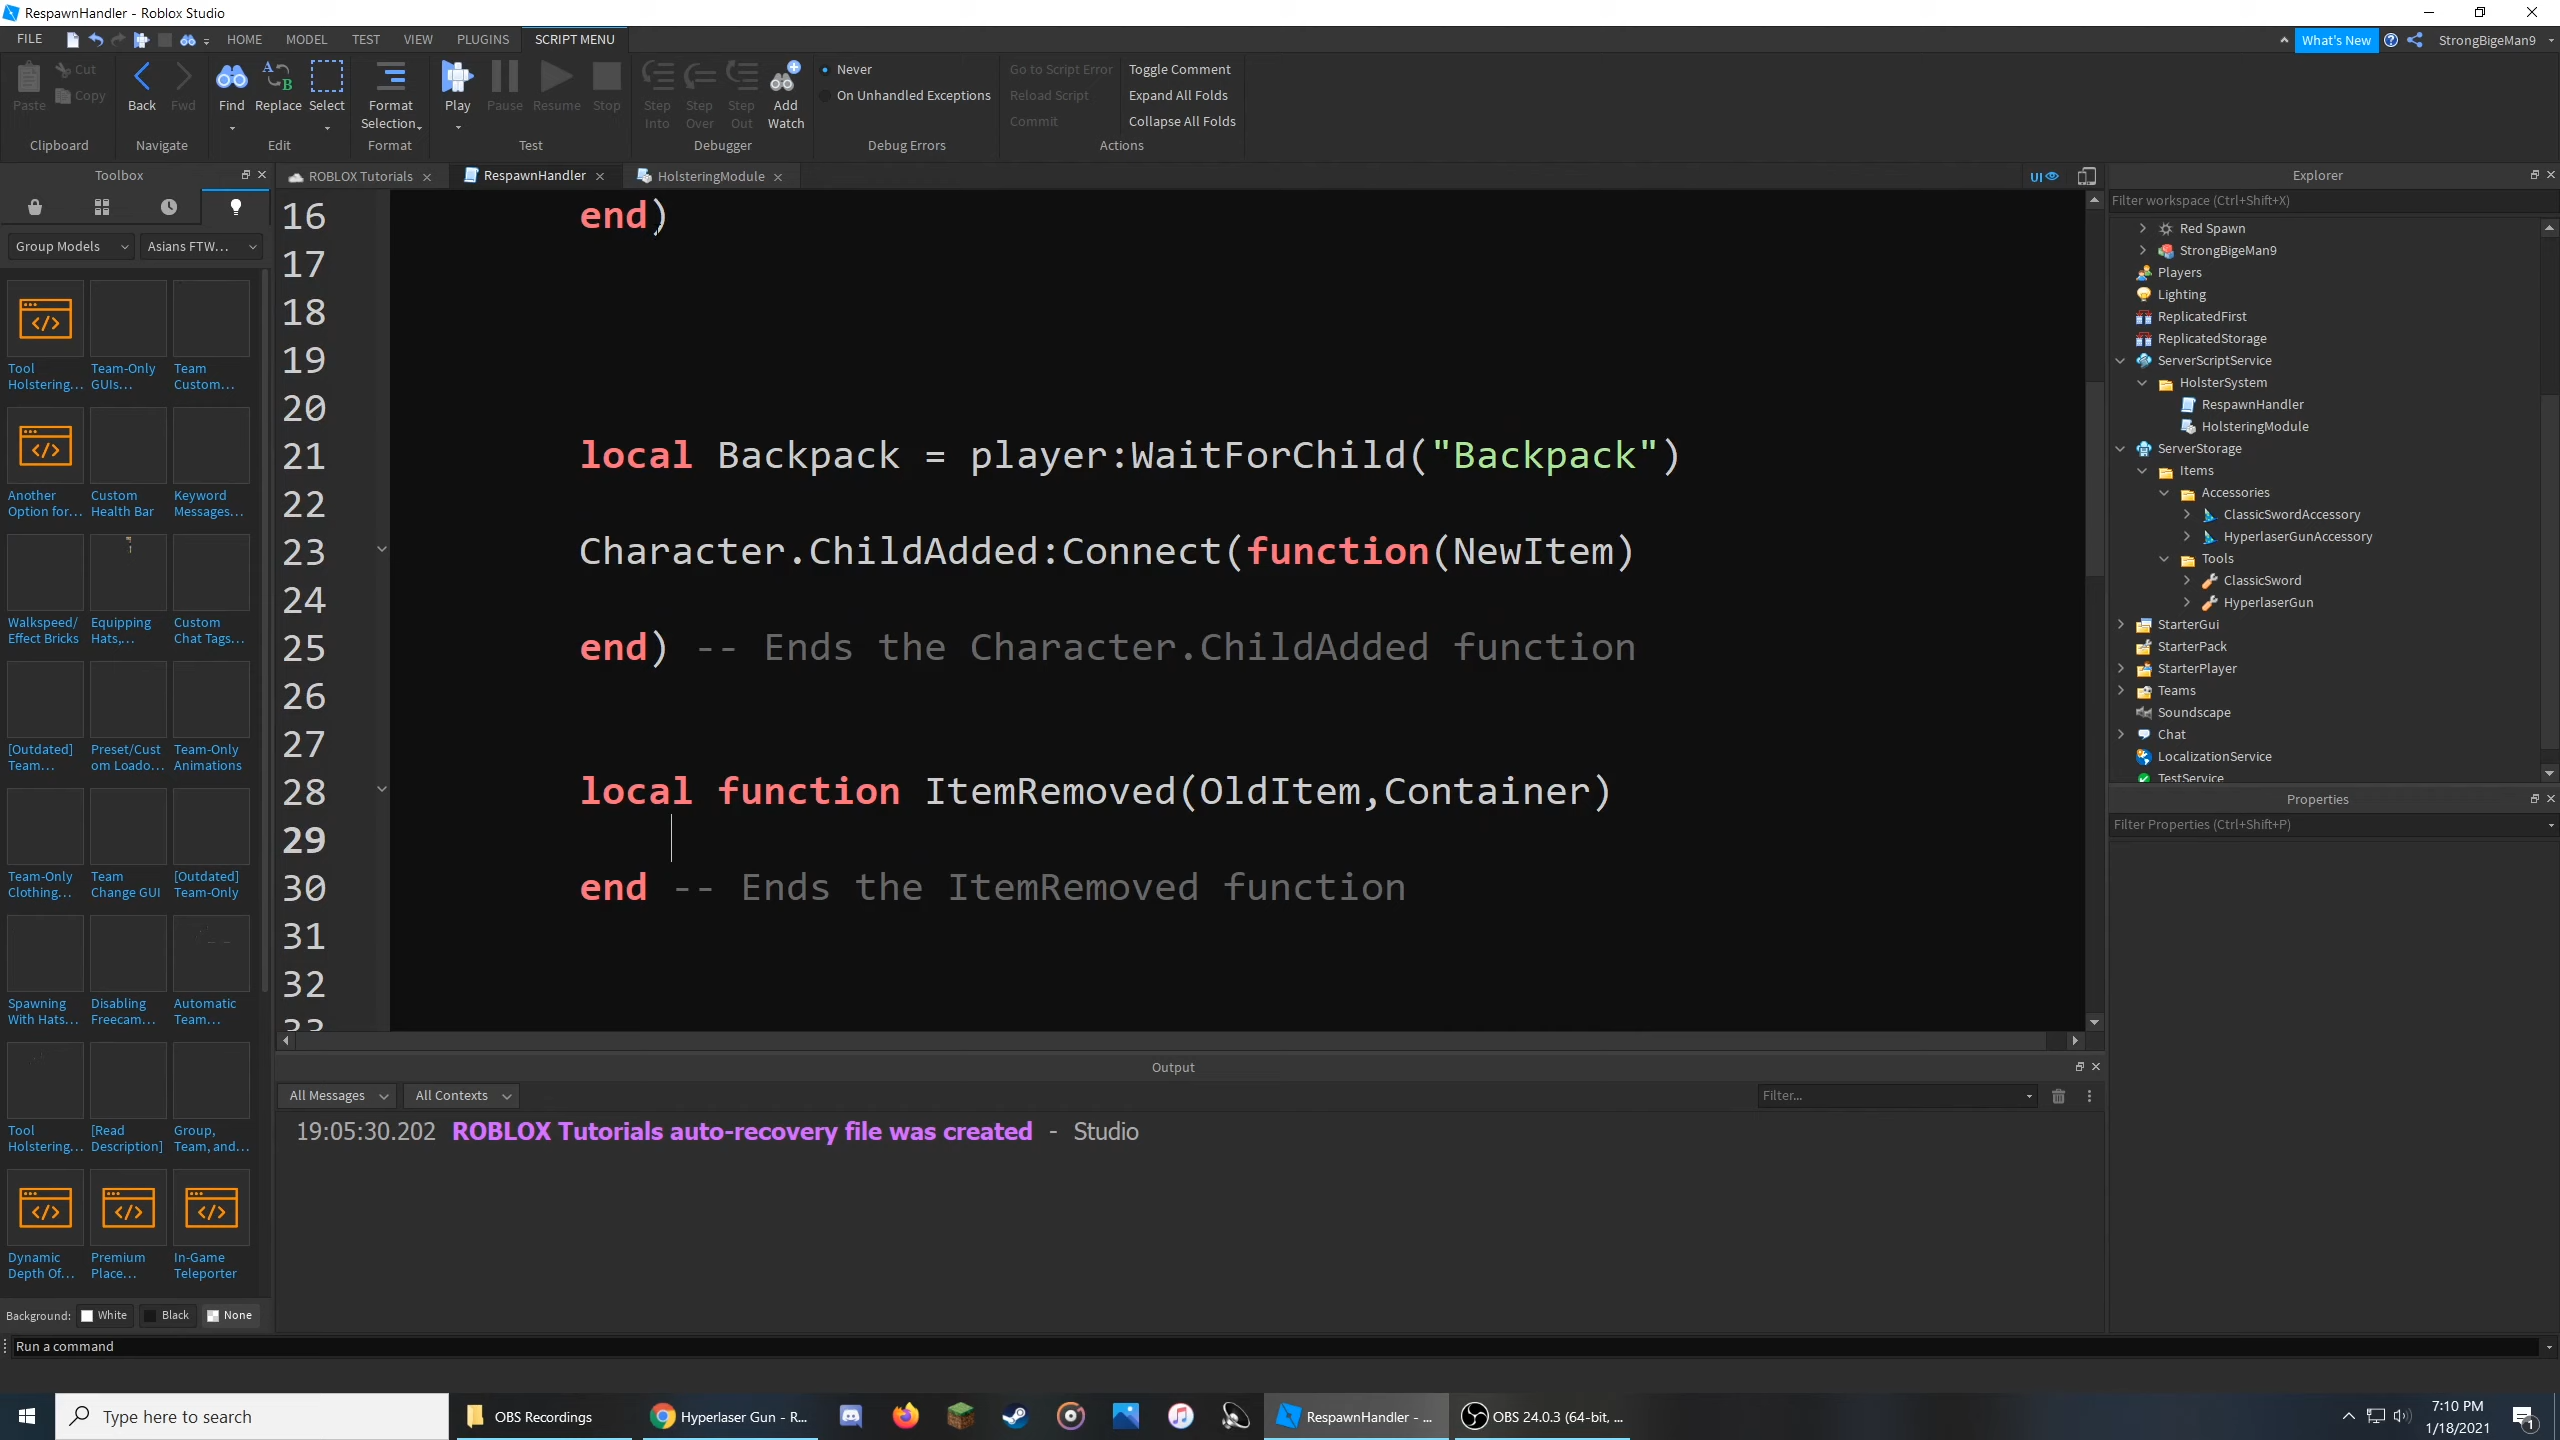 RespawnHandler - Roblox Studio
FILE HOME MODEL TEST VIEW PLUGINS SCRIPT MENU What's New StrongBigeMan9
Paste Cut Copy Back Fwd Find Replace Select Format Selection Play Pause Resume Stop Step Into Step Over Step Out Add Watch
Never
On Unhandled Exceptions
Go to Script Error
Reload Script
Commit
Toggle Comment
Expand All Folds
Collapse All Folds
Clipboard Navigate Edit Format Test Debugger Debug Errors Actions
Toolbox
ROBLOX Tutorials RespawnHandler HolsteringModule UI
Group Models Asians FTW...
Tool Holstering...
Team-Only GUIs...
Team Custom...
Another Option for...
Custom Health Bar
Keyword Messages...
Walkspeed/ Effect Bricks
Equipping Hats,...
Custom Chat Tags...
[Outdated] Team...
Preset/Cust om Loado...
Team-Only Animations
Team-Only Clothing...
Team Change GUI
[Outdated] Team-Only
Spawning With Hats...
Disabling Freecam...
Automatic Team...
Tool Holstering...
[Read Description]
Group, Team, and...
Dynamic Depth Of...
Premium Place...
In-Game Teleporter
Background: White Black None
16 end)
17
18
19
20
21 local Backpack = player:WaitForChild("Backpack")
22
23 Character.ChildAdded:Connect(function(NewItem)
24
25 end) -- Ends the Character.ChildAdded function
26
27
28 local function ItemRemoved(OldItem,Container)
29
30 end -- Ends the ItemRemoved function
31
32
33
Output
All Messages All Contexts Filter...
19:05:30.202 ROBLOX Tutorials auto-recovery file was created - Studio
Explorer
Filter workspace (Ctrl+Shift+X)
Red Spawn
StrongBigeMan9
Players
Lighting
ReplicatedFirst
ReplicatedStorage
ServerScriptService
HolsterSystem
RespawnHandler
HolsteringModule
ServerStorage
Items
Accessories
ClassicSwordAccessory
HyperlaserGunAccessory
Tools
ClassicSword
HyperlaserGun
StarterGui
StarterPack
StarterPlayer
Teams
Soundscape
Chat
LocalizationService
TestService
Properties
Filter Properties (Ctrl+Shift+P)
Run a command
Type here to search
OBS Recordings
Hyperlaser Gun - R...
RespawnHandler - ...
OBS 24.0.3 (64-bit, ...
7:10 PM
1/18/2021
1